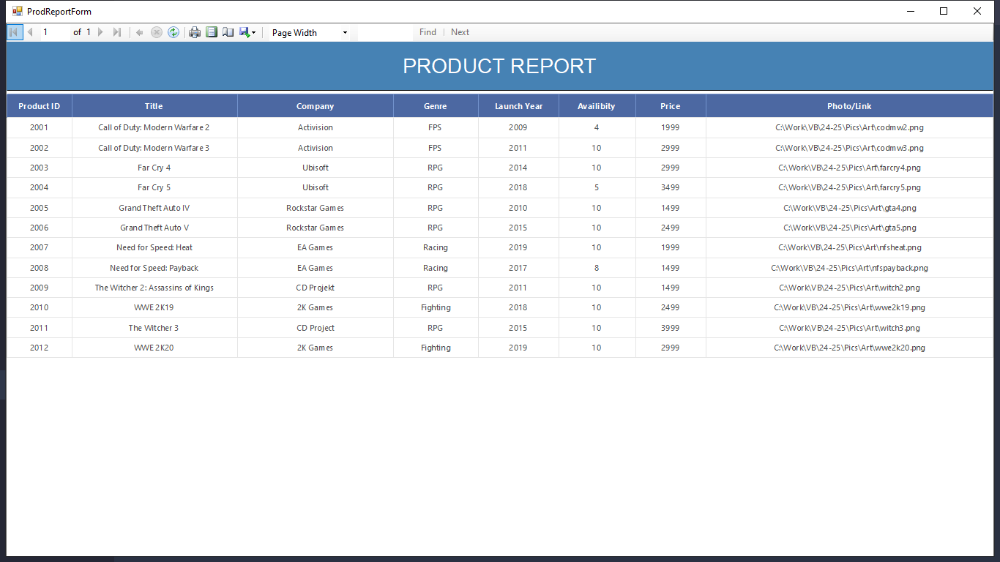 ProdReportForm
1 of 1 Page Width Find | Next
PRODUCT REPORT
Product ID Title Company Genre Launch Year Availibity Price Photo/Link
2001 Call of Duty: Modern Warfare 2 Activision FPS 2009 4 1999 C:\Work\VB\24-25\Pics\Art\codmw2.png
2002 Call of Duty: Modern Warfare 3 Activision FPS 2011 10 2999 C:\Work\VB\24-25\Pics\Art\codmw3.png
2003 Far Cry 4 Ubisoft RPG 2014 10 2999 C:\Work\VB\24-25\Pics\Art\farcry4.png
2004 Far Cry 5 Ubisoft RPG 2018 5 3499 C:\Work\VB\24-25\Pics\Art\farcry5.png
2005 Grand Theft Auto IV Rockstar Games RPG 2010 10 1499 C:\Work\VB\24-25\Pics\Art\gta4.png
2006 Grand Theft Auto V Rockstar Games RPG 2015 10 2499 C:\Work\VB\24-25\Pics\Art\gta5.png
2007 Need for Speed: Heat EA Games Racing 2019 10 1999 C:\Work\VB\24-25\Pics\Art\nfsheat.png
2008 Need for Speed: Payback EA Games Racing 2017 8 1499 C:\Work\VB\24-25\Pics\Art\nfspayback.png
2009 The Witcher 2: Assassins of Kings CD Projekt RPG 2011 10 1499 C:\Work\VB\24-25\Pics\Art\witch2.png
2010 WWE 2K19 2K Games Fighting 2018 10 2499 C:\Work\VB\24-25\Pics\Art\wwe2k19.png
2011 The Witcher 3 CD Project RPG 2015 10 3999 C:\Work\VB\24-25\Pics\Art\witch3.png
2012 WWE 2K20 2K Games Fighting 2019 10 2999 C:\Work\VB\24-25\Pics\Art\wwe2k20.png